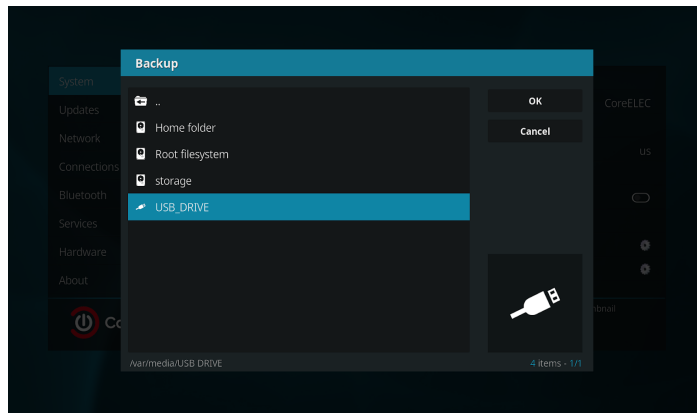 Backup
System
Updates
Network
Connections
Bluetooth
Services
Hardware
About
..
Home folder
Root filesystem
storage
USB_DRIVE
OK
Cancel
CoreELEC
us
/var/media/USB DRIVE
4 items - 1/1